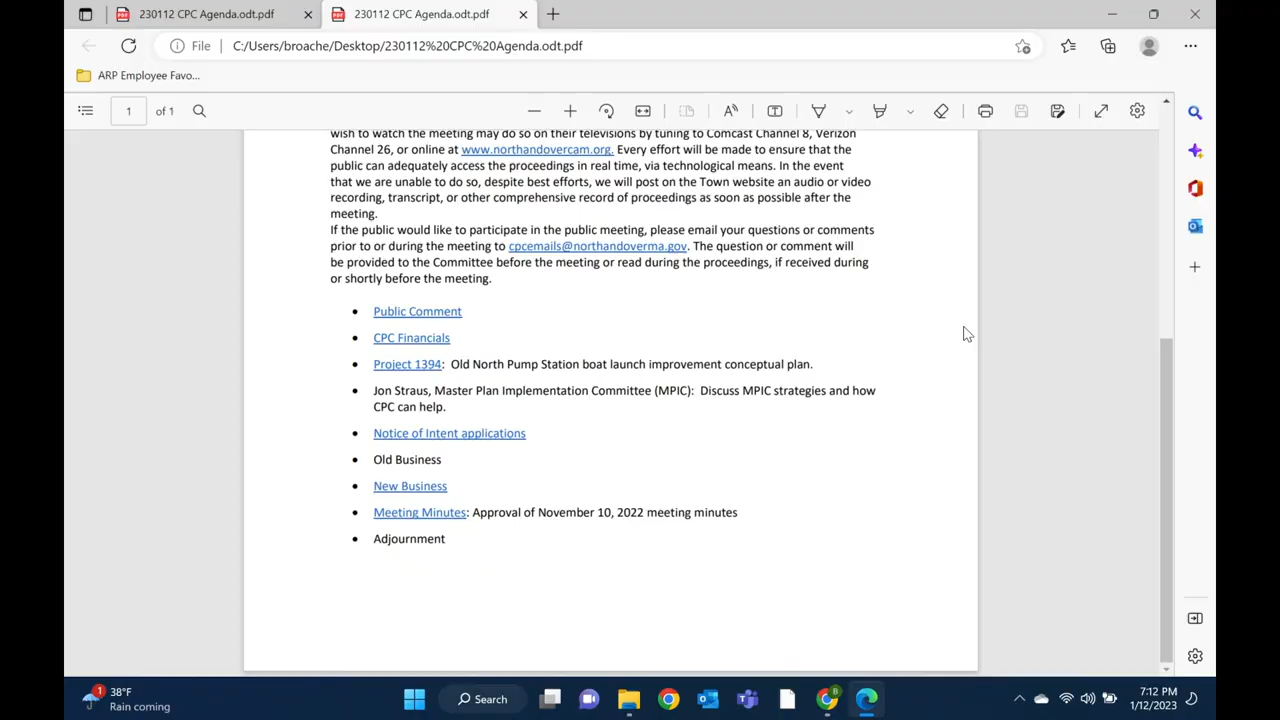 230112 CPC Agenda.odt.pdf
230112 CPC Agenda.odt.pdf
File
C:/Users/broache/Desktop/230112%20CPC%20Agenda.odt.pdf
ARP Employee Favo...
1 of 1
wish to watch the meeting may do so on their televisions by tuning to Comcast Channel 8, Verizon
Channel 26, or online at www.northandovercam.org. Every effort will be made to ensure that the
public can adequately access the proceedings in real time, via technological means. In the event
that we are unable to do so, despite best efforts, we will post on the Town website an audio or video
recording, transcript, or other comprehensive record of proceedings as soon as possible after the
meeting.
If the public would like to participate in the public meeting, please email your questions or comments
prior to or during the meeting to cpcemails@northandoverma.gov. The question or comment will
be provided to the Committee before the meeting or read during the proceedings, if received during
or shortly before the meeting.
• Public Comment
• CPC Financials
• Project 1394: Old North Pump Station boat launch improvement conceptual plan.
• Jon Straus, Master Plan Implementation Committee (MPIC): Discuss MPIC strategies and how
CPC can help.
• Notice of Intent applications
• Old Business
• New Business
• Meeting Minutes: Approval of November 10, 2022 meeting minutes
• Adjournment
1
38°F
Rain coming
Search
7:12 PM
1/12/2023